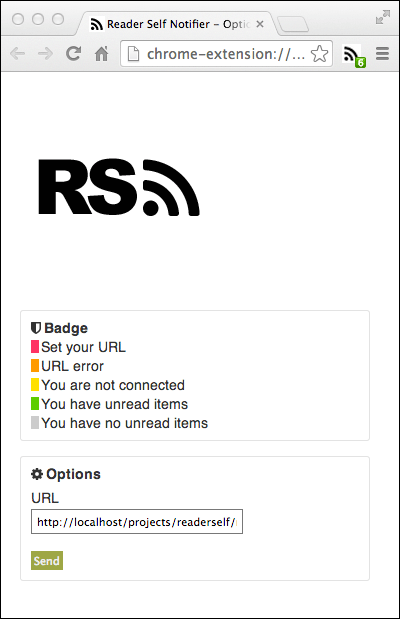 Reader Self Notifier – Optio
chrome-extension://...
6
RS
Badge
Set your URL
URL error
You are not connected
You have unread items
You have no unread items
Options
URL
http://localhost/projects/readerself/
Send